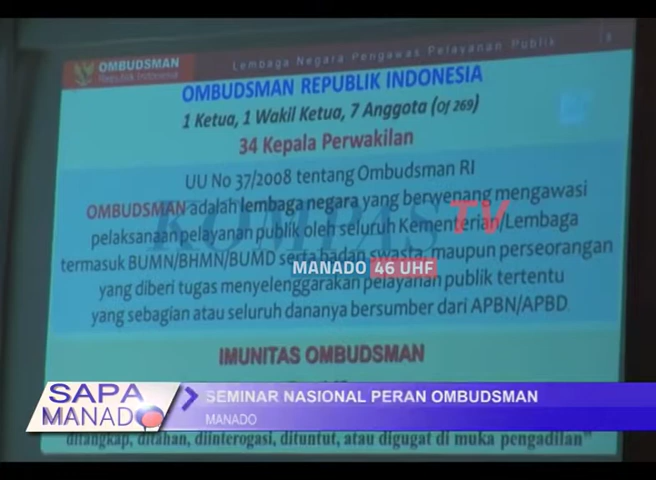 OMBUDSMAN
Republik Indonesia
Lembaga Negara Pengawas Pelayanan Publik
OMBUDSMAN REPUBLIK INDONESIA
1 Ketua, 1 Wakil Ketua, 7 Anggota (Of 269)
34 Kepala Perwakilan
UU No 37/2008 tentang Ombudsman RI
OMBUDSMAN adalah lembaga negara yang berwenang mengawasi
pelaksanaan pelayanan publik oleh seluruh Kementerian/Lembaga
termasuk BUMN/BHMN/BUMD serta badan swasta maupun perseorangan
yang diberi tugas menyelenggarakan pelayanan publik tertentu
yang sebagian atau seluruh dananya bersumber dari APBN/APBD
KOMPAS TV
MANADO 46 UHF
IMUNITAS OMBUDSMAN
SAPA
MANADO
SEMINAR NASIONAL PERAN OMBUDSMAN
MANADO
ditangkap, ditahan, diinterogasi, dituntut, atau digugat di muka pengadilan"